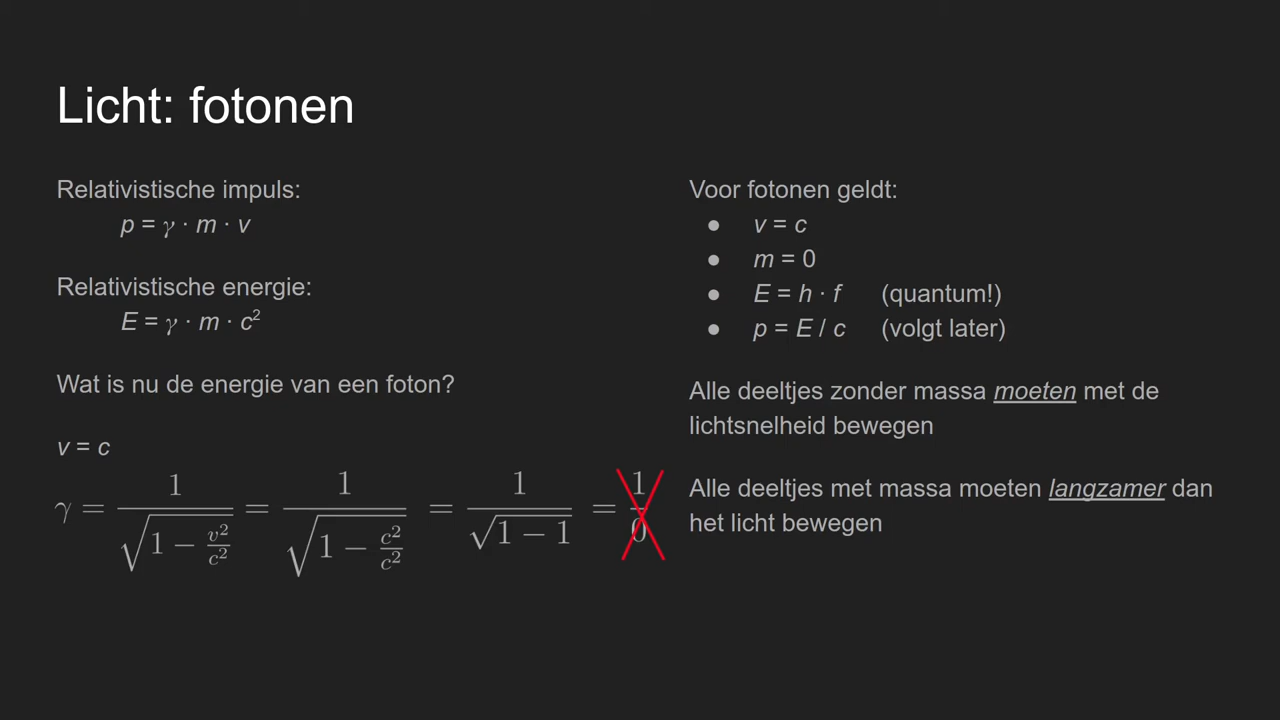 Licht: fotonen
Relativistische impuls:
p = γ · m · v
Relativistische energie:
E = γ · m · c²
Wat is nu de energie van een foton?
v = c
γ = 1/√(1 − v²/c²) = 1/√(1 − c²/c²) = 1/√(1 − 1) = 1/0
Voor fotonen geldt:
● v = c
● m = 0
● E = h · f (quantum!)
● p = E / c (volgt later)
Alle deeltjes zonder massa moeten met de
lichtsnelheid bewegen
Alle deeltjes met massa moeten langzamer dan
het licht bewegen